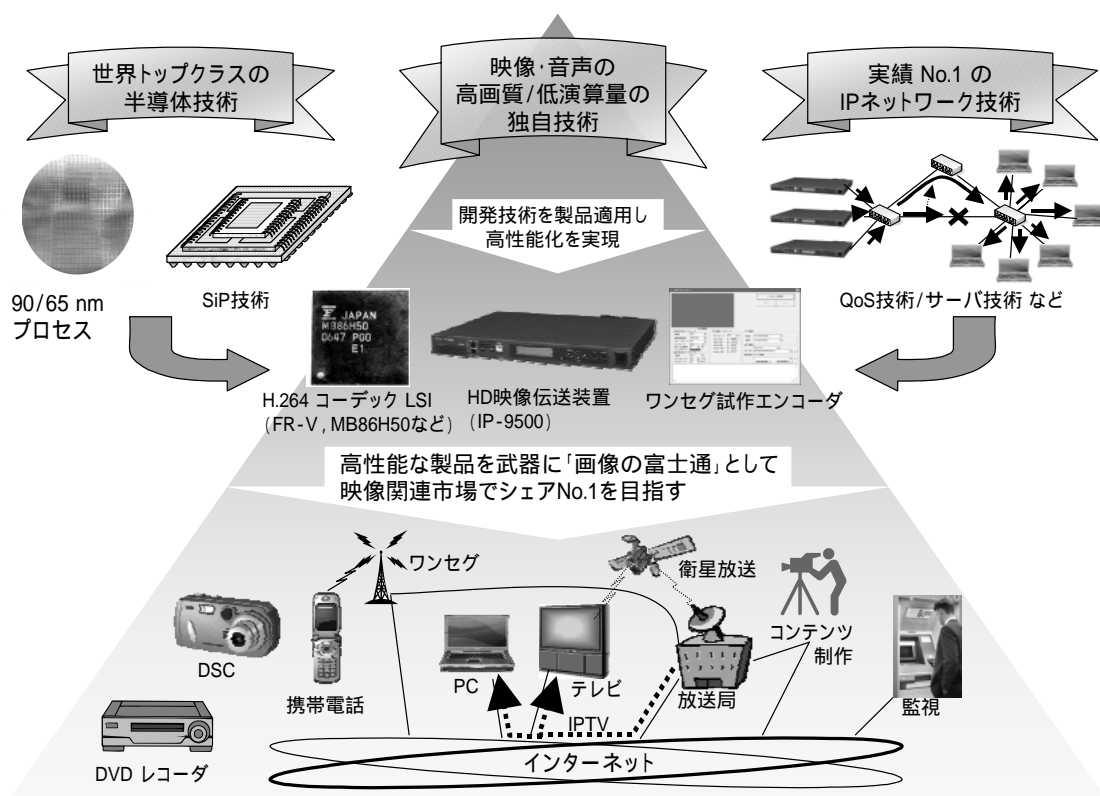 世界トップクラスの
半導体技術
映像・音声の
高画質/低演算量の
独自技術
実績 No.1 の
IPネットワーク技術
90/65 nm
プロセス
SiP技術
開発技術を製品適用し
高性能化を実現
QoS技術/サーバ技術 など
JAPAN
MB86H50
0647 P00
E1
H.264 コーデック LSI
(FR-V , MB86H50など)
HD映像伝送装置
(IP-9500)
ワンセグ試作エンコーダ
高性能な製品を武器に「画像の富士通」として
映像関連市場でシェアNo.1を目指す
ワンセグ
衛星放送
DSC
携帯電話
PC
テレビ
放送局
コンテンツ
制作
監視
IPTV
DVD レコーダ
インターネット